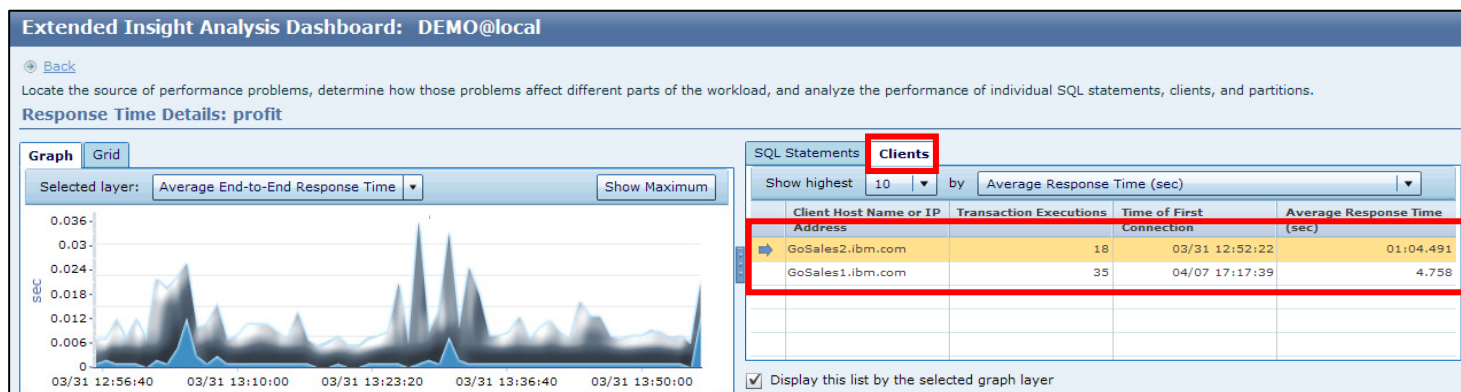 Extended Insight Analysis Dashboard: DEMO@local
Back
Locate the source of performance problems, determine how those problems affect different parts of the workload, and analyze the performance of individual SQL statements, clients, and partitions.
Response Time Details: profit
Graph Grid
Selected layer: Average End-to-End Response Time Show Maximum
0.036
0.03
0.024
0.018
0.012
0.006
0
sec
03/31 12:56:40 03/31 13:10:00 03/31 13:23:20 03/31 13:36:40 03/31 13:50:00
SQL Statements Clients
Show highest 10 by Average Response Time (sec)
Client Host Name or IP Address Transaction Executions Time of First Connection Average Response Time (sec)
GoSales2.ibm.com 18 03/31 12:52:22 01:04.491
GoSales1.ibm.com 35 04/07 17:17:39 4.758
Display this list by the selected graph layer